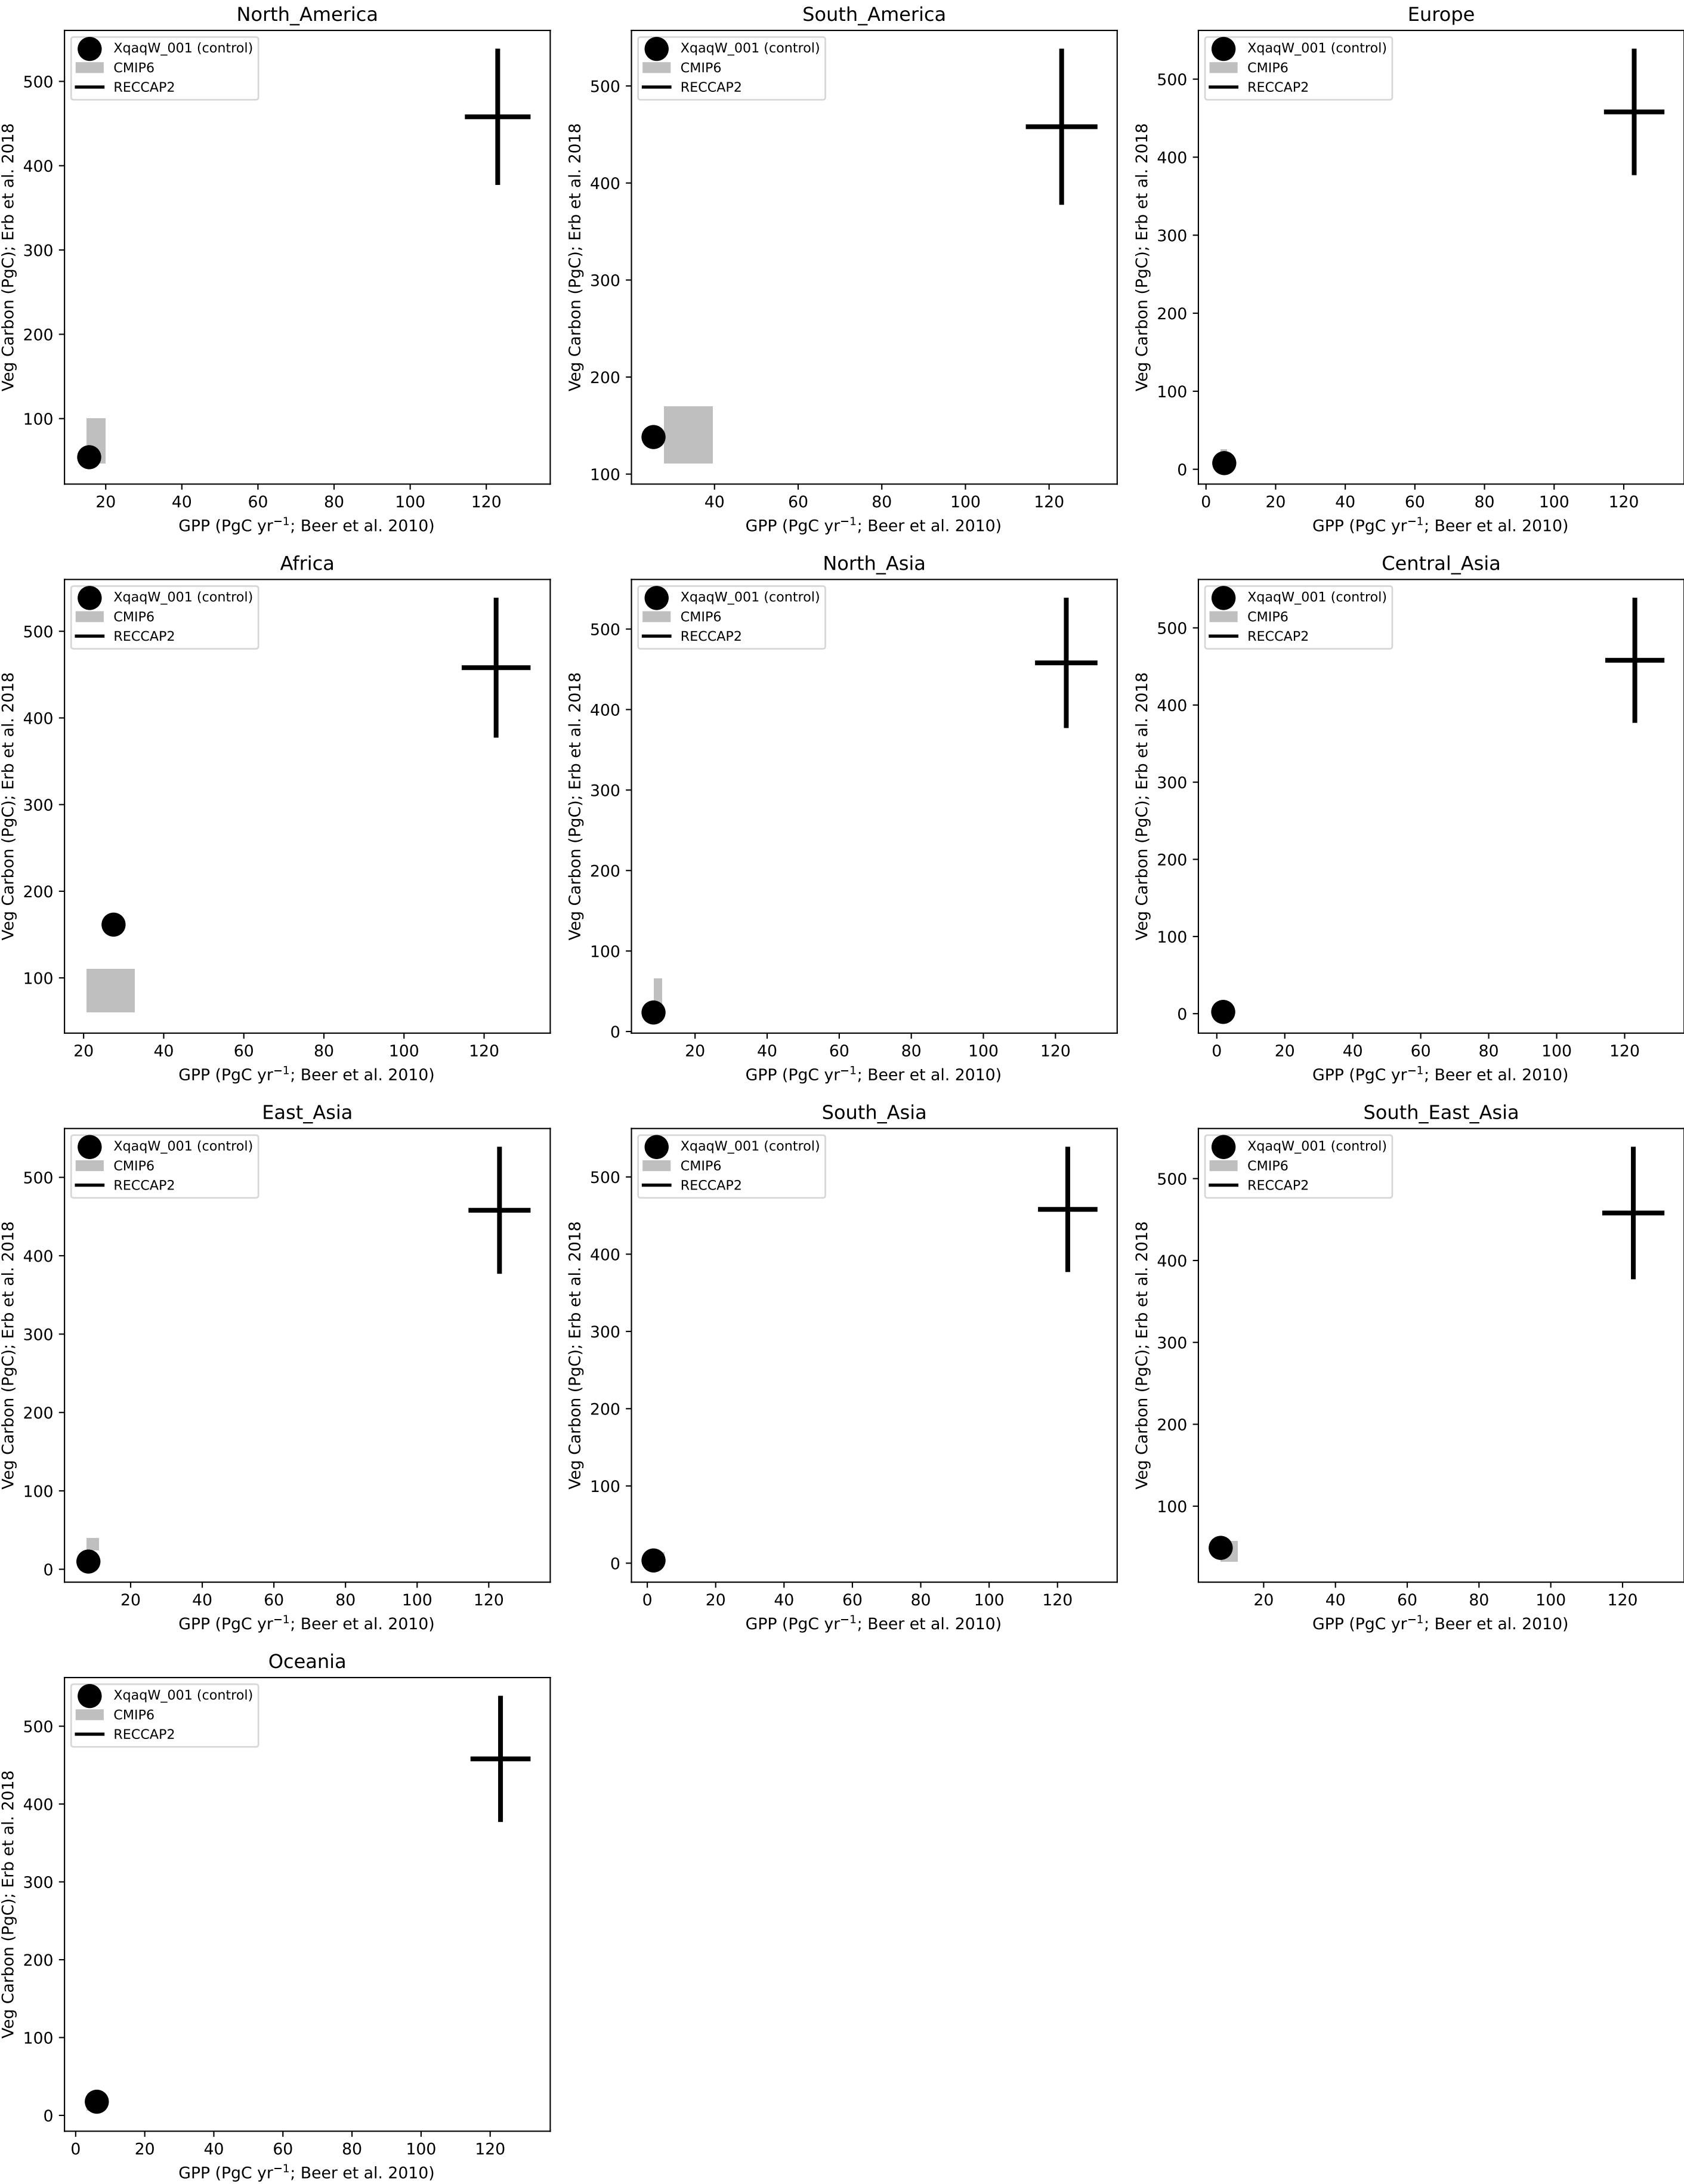 North_America
XqaqW_001 (control)
CMIP6
RECCAP2
Veg Carbon (PgC); Erb et al. 2018
500
400
300
200
100
20 40 60 80 100 120
GPP (PgC yr⁻¹; Beer et al. 2010)
South_America
XqaqW_001 (control)
CMIP6
RECCAP2
Veg Carbon (PgC); Erb et al. 2018
500
400
300
200
100
40 60 80 100 120
GPP (PgC yr⁻¹; Beer et al. 2010)
Europe
XqaqW_001 (control)
CMIP6
RECCAP2
Veg Carbon (PgC); Erb et al. 2018
500
400
300
200
100
0
0 20 40 60 80 100 120
GPP (PgC yr⁻¹; Beer et al. 2010)
Africa
XqaqW_001 (control)
CMIP6
RECCAP2
Veg Carbon (PgC); Erb et al. 2018
500
400
300
200
100
20 40 60 80 100 120
GPP (PgC yr⁻¹; Beer et al. 2010)
North_Asia
XqaqW_001 (control)
CMIP6
RECCAP2
Veg Carbon (PgC); Erb et al. 2018
500
400
300
200
100
0
20 40 60 80 100 120
GPP (PgC yr⁻¹; Beer et al. 2010)
Central_Asia
XqaqW_001 (control)
CMIP6
RECCAP2
Veg Carbon (PgC); Erb et al. 2018
500
400
300
200
100
0
0 20 40 60 80 100 120
GPP (PgC yr⁻¹; Beer et al. 2010)
East_Asia
XqaqW_001 (control)
CMIP6
RECCAP2
Veg Carbon (PgC); Erb et al. 2018
500
400
300
200
100
0
20 40 60 80 100 120
GPP (PgC yr⁻¹; Beer et al. 2010)
South_Asia
XqaqW_001 (control)
CMIP6
RECCAP2
Veg Carbon (PgC); Erb et al. 2018
500
400
300
200
100
0
0 20 40 60 80 100 120
GPP (PgC yr⁻¹; Beer et al. 2010)
South_East_Asia
XqaqW_001 (control)
CMIP6
RECCAP2
Veg Carbon (PgC); Erb et al. 2018
500
400
300
200
100
20 40 60 80 100 120
GPP (PgC yr⁻¹; Beer et al. 2010)
Oceania
XqaqW_001 (control)
CMIP6
RECCAP2
Veg Carbon (PgC); Erb et al. 2018
500
400
300
200
100
0
0 20 40 60 80 100 120
GPP (PgC yr⁻¹; Beer et al. 2010)